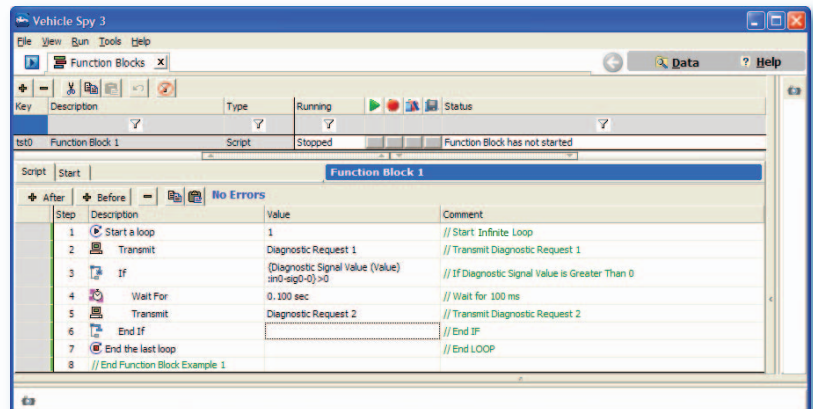 Vehicle Spy 3
File View Run Tools Help
Function Blocks x Data ? Help
Key Description Type Running Status
tst0 Function Block 1 Script Stopped Function Block has not started
Script Start Function Block 1
After Before No Errors
Step Description Value Comment
1 Start a loop 1 // Start Infinite Loop
2 Transmit Diagnostic Request 1 // Transmit Diagnostic Request 1
3 If {Diagnostic Signal Value (Value) // If Diagnostic Signal Value is Greater Than 0
:in0-sig0-0} >0
4 Wait For 0.100 sec // Wait for 100 ms
5 Transmit Diagnostic Request 2 // Transmit Diagnostic Request 2
6 End If // End IF
7 End the last loop // End LOOP
8 // End Function Block Example 1